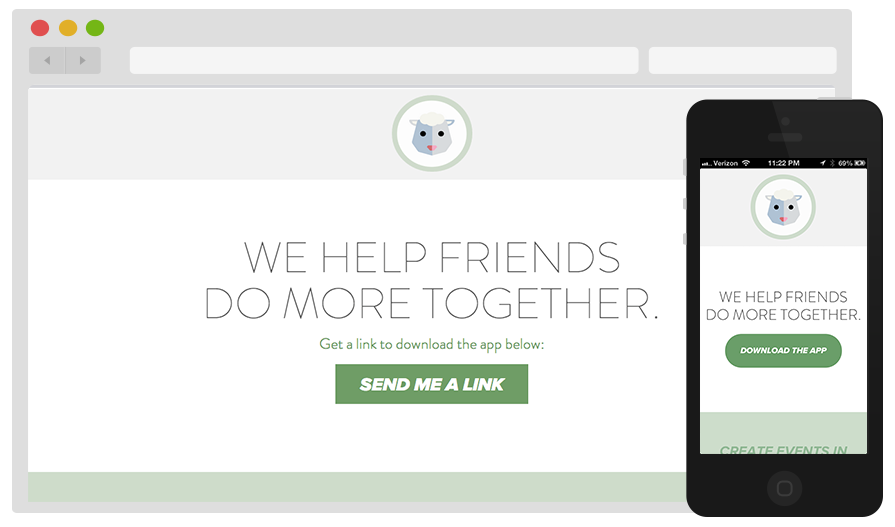 WE HELP FRIENDS
DO MORE TOGETHER.
Get a link to download the app below:
SEND ME A LINK
Verizon 11:22 PM 69%
WE HELP FRIENDS
DO MORE TOGETHER.
DOWNLOAD THE APP
CREATE EVENTS IN